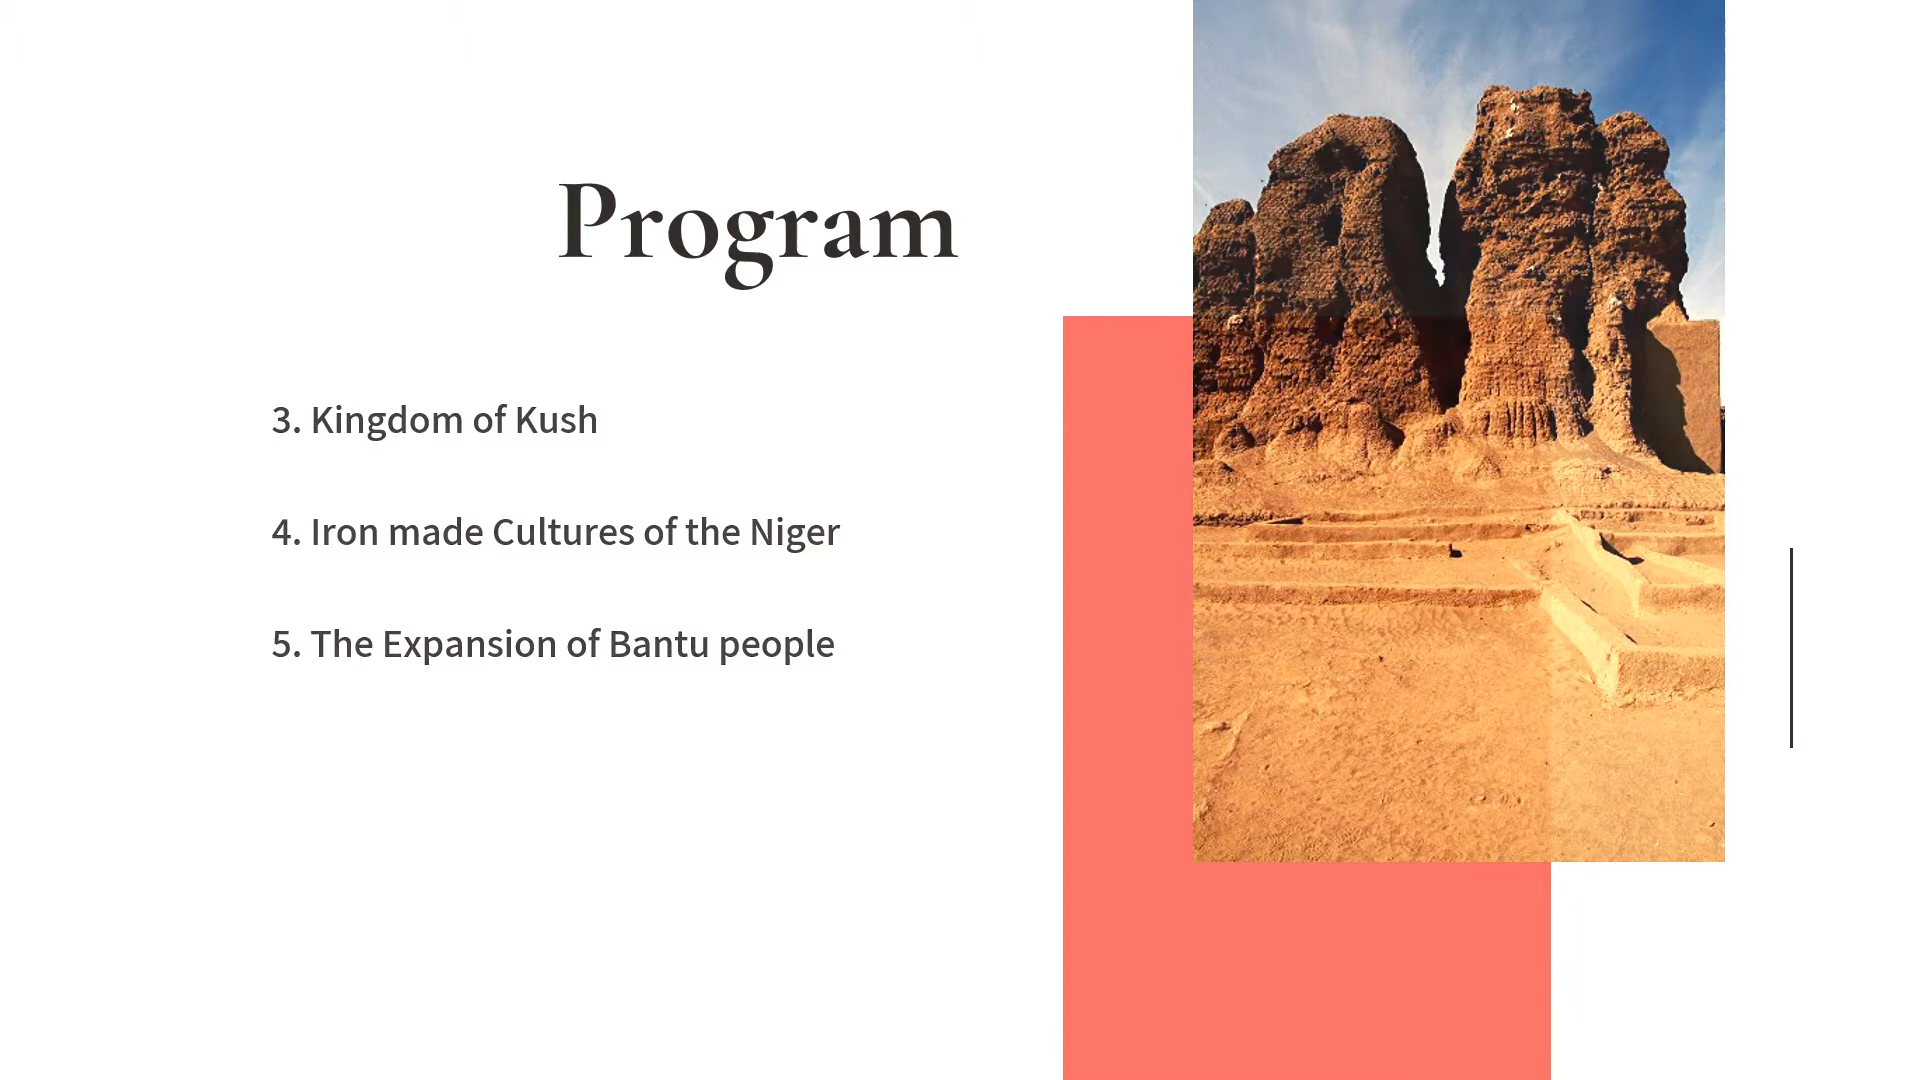 Program
3. Kingdom of Kush
4. Iron made Cultures of the Niger
5. The Expansion of Bantu people